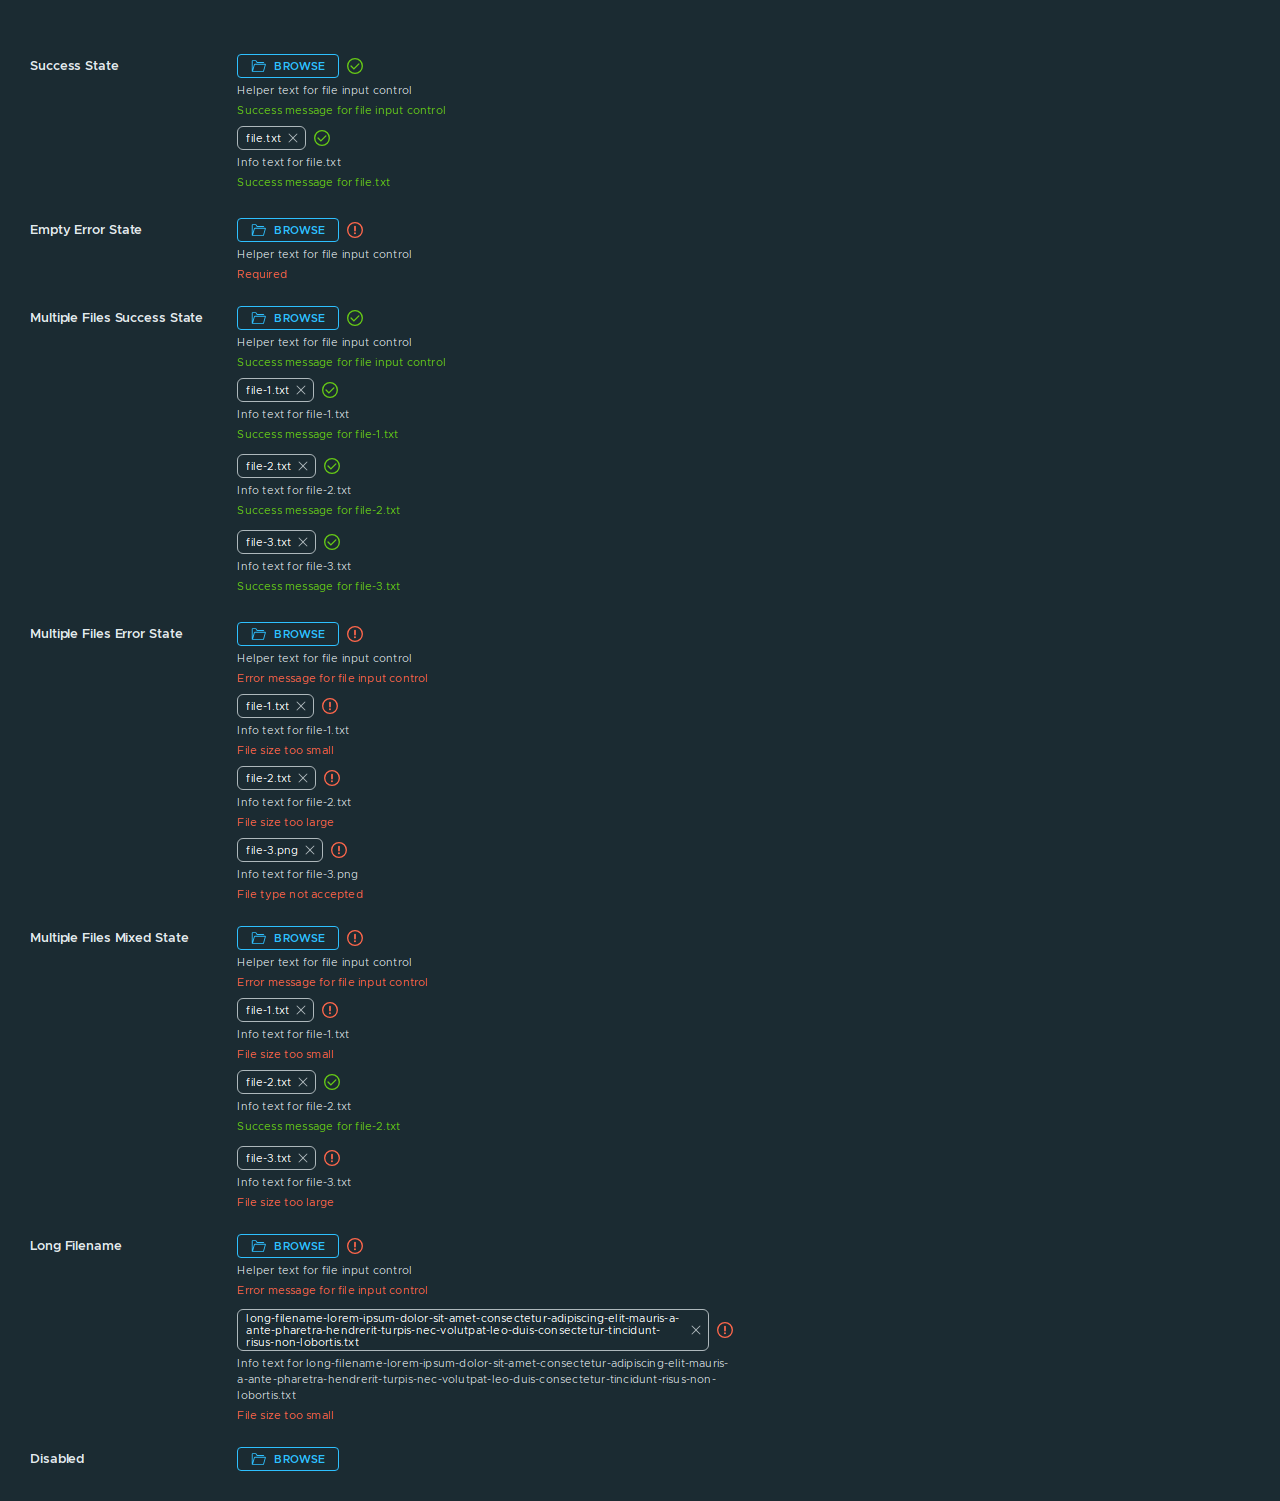 Success State
BROWSE
Helper text for file input control
Success message for file input control
file.txt
Info text for file.txt
Success message for file.txt
Empty Error State
BROWSE
Helper text for file input control
Required
Multiple Files Success State
BROWSE
Helper text for file input control
Success message for file input control
file-1.txt
Info text for file-1.txt
Success message for file-1.txt
file-2.txt
Info text for file-2.txt
Success message for file-2.txt
file-3.txt
Info text for file-3.txt
Success message for file-3.txt
Multiple Files Error State
BROWSE
Helper text for file input control
Error message for file input control
file-1.txt
Info text for file-1.txt
File size too small
file-2.txt
Info text for file-2.txt
File size too large
file-3.png
Info text for file-3.png
File type not accepted
Multiple Files Mixed State
BROWSE
Helper text for file input control
Error message for file input control
file-1.txt
Info text for file-1.txt
File size too small
file-2.txt
Info text for file-2.txt
Success message for file-2.txt
file-3.txt
Info text for file-3.txt
File size too large
Long Filename
BROWSE
Helper text for file input control
Error message for file input control
long-filename-lorem-ipsum-dolor-sit-amet-consectetur-adipiscing-elit-mauris-a-
ante-pharetra-hendrerit-turpis-nec-volutpat-leo-duis-consectetur-tincidunt-
risus-non-lobortis.txt
Info text for long-filename-lorem-ipsum-dolor-sit-amet-consectetur-adipiscing-elit-mauris-
a-ante-pharetra-hendrerit-turpis-nec-volutpat-leo-duis-consectetur-tincidunt-risus-non-
lobortis.txt
File size too small
Disabled
BROWSE